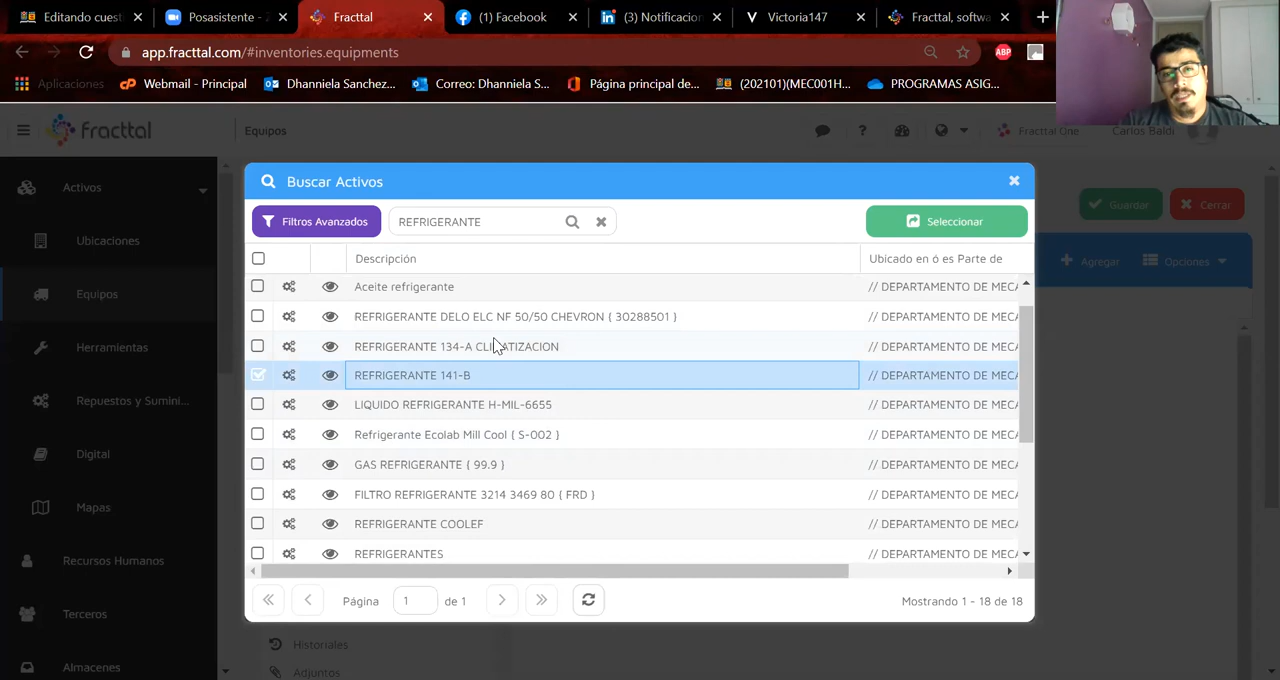 Editando cuest
Posasistente - Z
Fracttal
(1) Facebook
(3) Notificacion
Victoria147
Fracttal, softwa
app.fracttal.com/#inventories.equipments
ABP
Aplicaciones
Webmail - Principal
Dhanniela Sanchez...
Correo: Dhanniela S...
Página principal de...
(202101)(MEC001H...
PROGRAMAS ASIG...
fracttal
Equipos
Fracttal One
Carlos Baldi
Activos
Ubicaciones
Equipos
Herramientas
Repuestos y Sumini...
Digital
Mapas
Recursos Humanos
Terceros
Almacenes
Guardar
Cerrar
Agregar
Opciones
Buscar Activos
Filtros Avanzados
REFRIGERANTE
Seleccionar
Descripción
Ubicado en ó es Parte de
Aceite refrigerante
// DEPARTAMENTO DE MECA
REFRIGERANTE DELO ELC NF 50/50 CHEVRON { 30288501 }
// DEPARTAMENTO DE MECA
REFRIGERANTE 134-A CLIMATIZACION
// DEPARTAMENTO DE MECA
REFRIGERANTE 141-B
// DEPARTAMENTO DE MECA
LIQUIDO REFRIGERANTE H-MIL-6655
// DEPARTAMENTO DE MECA
Refrigerante Ecolab Mill Cool { S-002 }
// DEPARTAMENTO DE MECA
GAS REFRIGERANTE { 99.9 }
// DEPARTAMENTO DE MECA
FILTRO REFRIGERANTE 3214 3469 80 { FRD }
// DEPARTAMENTO DE MECA
REFRIGERANTE COOLEF
// DEPARTAMENTO DE MECA
REFRIGERANTES
// DEPARTAMENTO DE MECA
Página
1
de 1
Mostrando 1 - 18 de 18
Historiales
Adjuntos